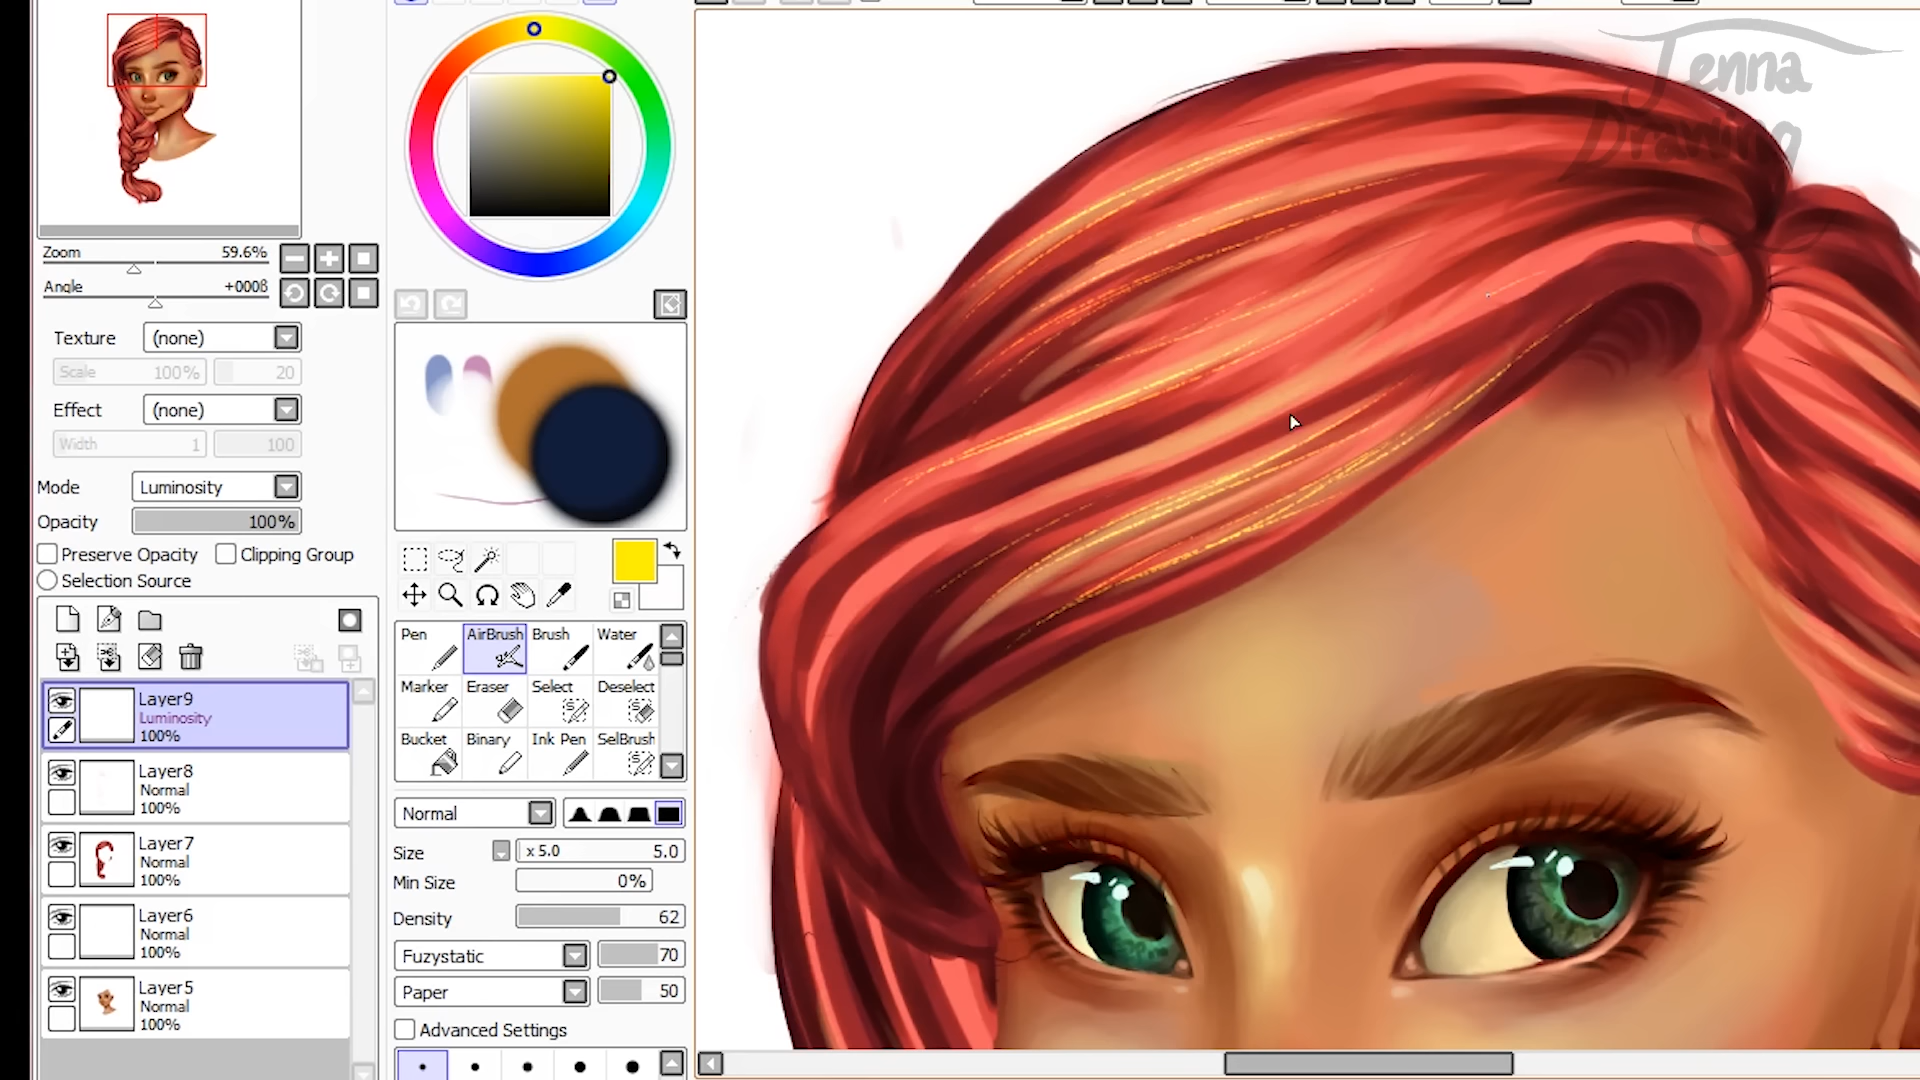 Jenna
Drawing
Zoom 59.6%
Angle +0008
Texture (none)
Scale 100% 20
Effect (none)
Width 1 100
Mode Luminosity
Opacity 100%
Preserve Opacity Clipping Group
Selection Source
Layer9
Luminosity
100%
Layer8
Normal
100%
Layer7
Normal
100%
Layer6
Normal
100%
Layer5
Normal
100%
Pen AirBrush Brush Water
Marker Eraser Select Deselect
Bucket Binary Ink Pen SelBrush
Normal
Size x 5.0 5.0
Min Size 0%
Density 62
Fuzystatic 70
Paper 50
Advanced Settings